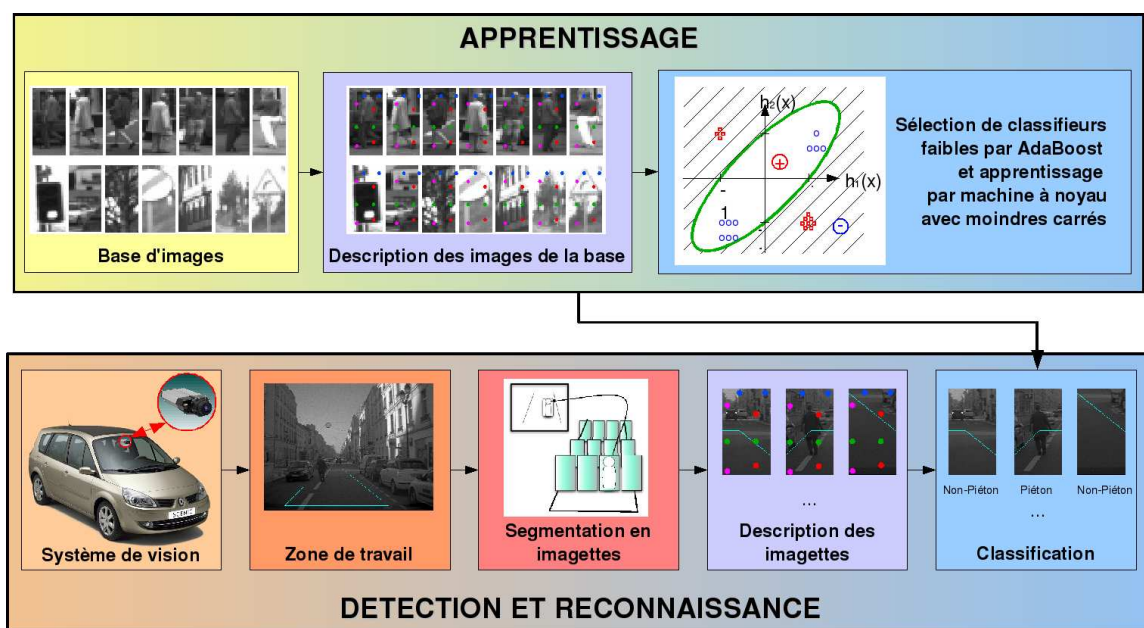 APPRENTISSAGE
Base d'images
Description des images de la base
h₂(x)
h₁(x)
+
-
1
-
Sélection de classifieurs
faibles par AdaBoost
et apprentissage
par machine à noyau
avec moindres carrés
Système de vision
Zone de travail
Segmentation en
imagettes
...
Description des
imagettes
Non-Piéton
Piéton
Non-Piéton
...
Classification
DETECTION ET RECONNAISSANCE